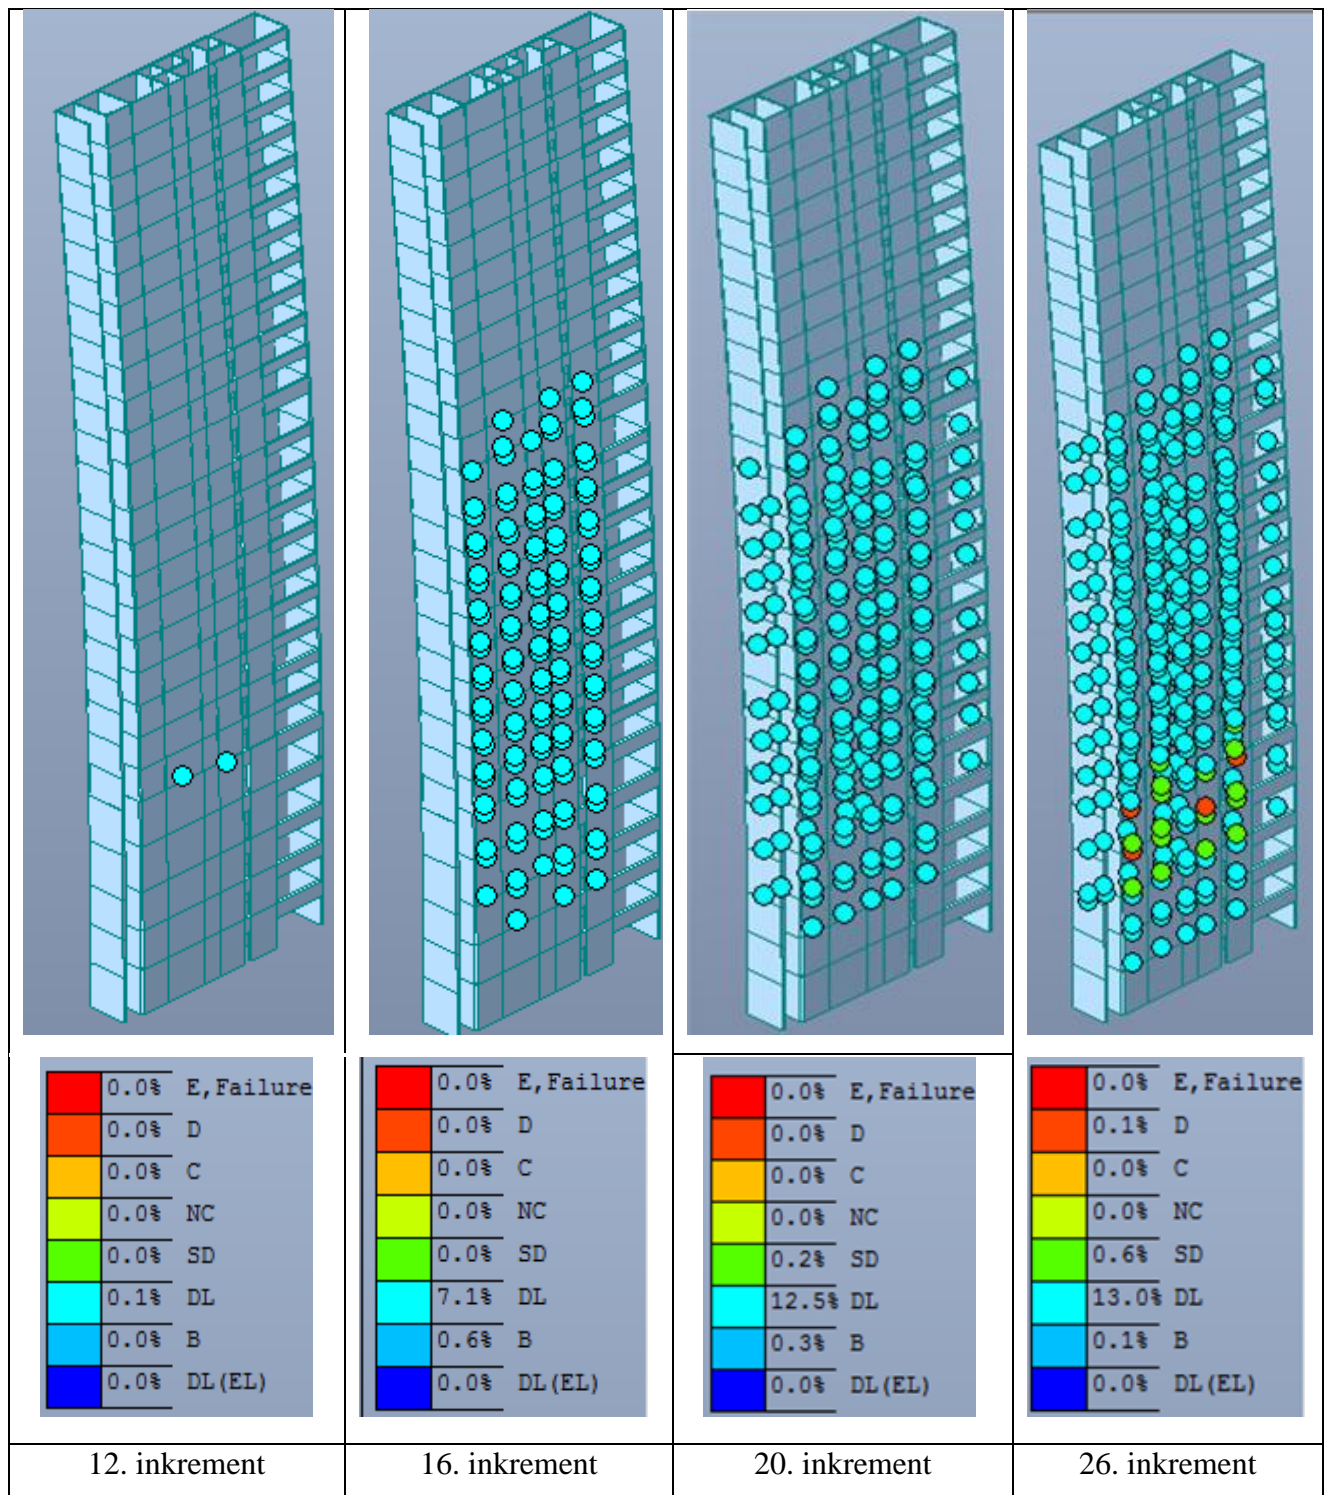 0.0% E,Failure
0.0% D
0.0% C
0.0% NC
0.0% SD
0.1% DL
0.0% B
0.0% DL(EL)
0.0% E,Failure
0.0% D
0.0% C
0.0% NC
0.0% SD
7.1% DL
0.6% B
0.0% DL(EL)
0.0% E,Failure
0.0% D
0.0% C
0.0% NC
0.2% SD
12.5% DL
0.3% B
0.0% DL(EL)
0.0% E,Failure
0.1% D
0.0% C
0.0% NC
0.6% SD
13.0% DL
0.1% B
0.0% DL(EL)
12. inkrement
16. inkrement
20. inkrement
26. inkrement